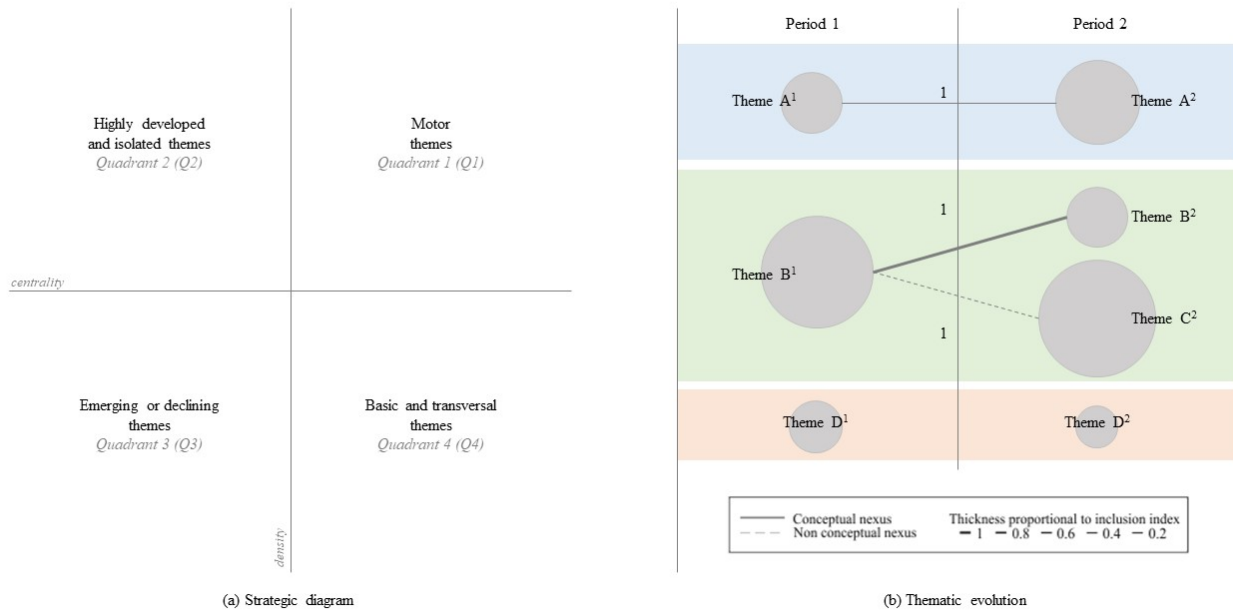 Highly developed
and isolated themes
Quadrant 2 (Q2)
Motor
themes
Quadrant 1 (Q1)
centrality
Emerging or declining
themes
Quadrant 3 (Q3)
Basic and transversal
themes
Quadrant 4 (Q4)
density
(a) Strategic diagram
Period 1
Period 2
Theme A¹
1
Theme A²
Theme B¹
1
Theme B²
1
Theme C²
Theme D¹
Theme D²
Conceptual nexus
Non conceptual nexus
Thickness proportional to inclusion index
1 0.8 0.6 0.4 0.2
(b) Thematic evolution